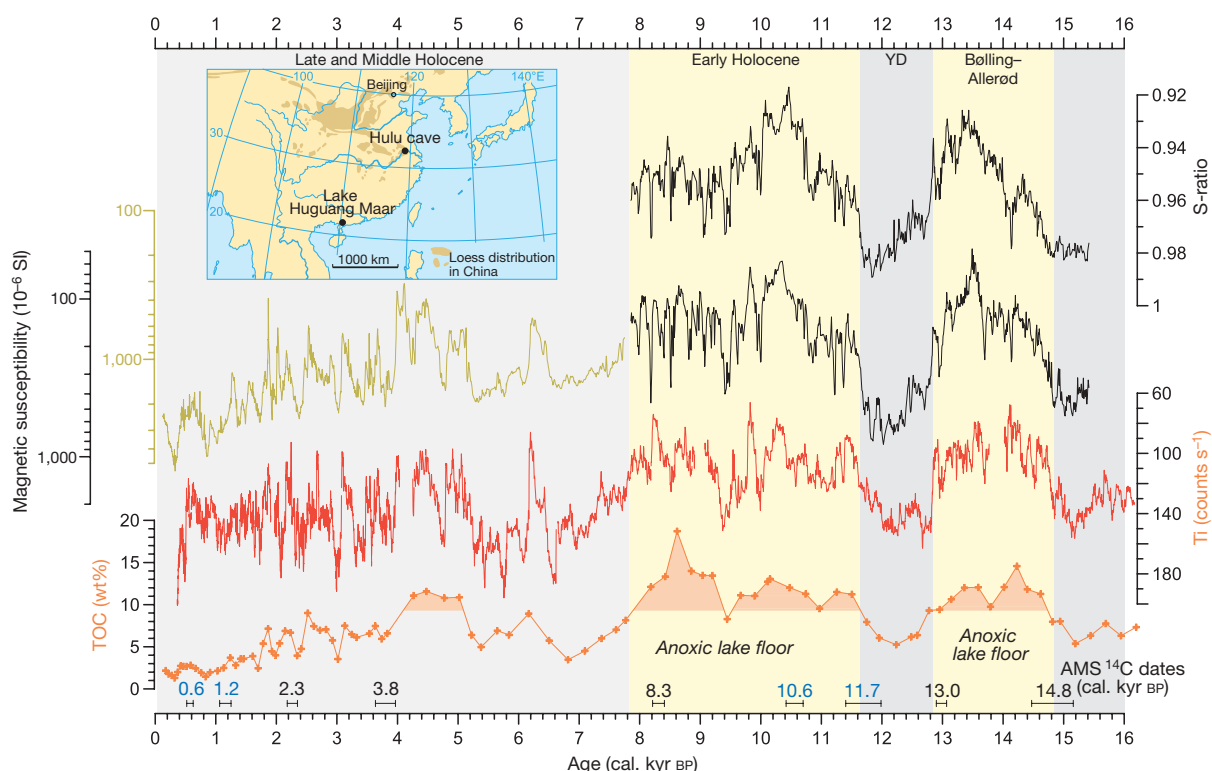 0 1 2 3 4 5 6 7 8 9 10 11 12 13 14 15 16
Late and Middle Holocene
Early Holocene
YD
Bølling–
Allerød
100
120
140°E
Beijing
30
Hulu cave
Lake
Huguang Maar
20
1000 km
Loess distribution
in China
0.92
0.94
0.96
0.98
1
S-ratio
100
1,000
100
1,000
Magnetic susceptibility (10⁻⁶ SI)
60
100
140
180
Ti (counts s⁻¹)
20
15
10
5
0
TOC (wt%)
Anoxic lake floor
Anoxic
lake floor
AMS ¹⁴C dates
(cal. kyr BP)
0.6 1.2 2.3 3.8 8.3 10.6 11.7 13.0 14.8
0 1 2 3 4 5 6 7 8 9 10 11 12 13 14 15 16
Age (cal. kyr BP)